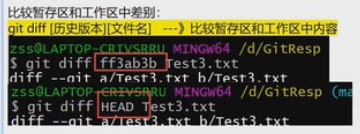 比较暂存区和工作区中差别：
git diff [历史版本][文件名]  ---》比较暂存区和工作区中内容
zss@LAPTOP-CRIVSRRU MINGW64 /d/GitResp
$ git diff ff3ab3b Test3.txt
diff --git a/Test3.txt b/Test3.txt
zss@LAPTOP-CRIVSRRU MINGW64 /d/GitResp (ma
$ git diff HEAD Test3.txt
diff --git a/Test3.txt b/Test3.txt